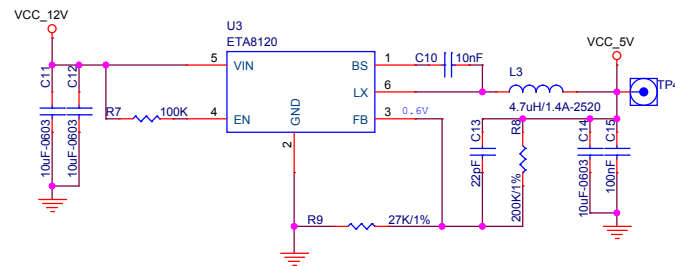 VCC_12V
U3
ETA8120
VCC_5V
C11
C12
10uF-0603
10uF-0603
R7
100K
5
VIN
4
EN
GND
2
BS
1
LX
6
FB
3
0.6V
C10
10nF
L3
4.7uH/1.4A-2520
TP4
C13
22pF
R8
200K/1%
C14
10uF-0603
C15
100nF
R9
27K/1%